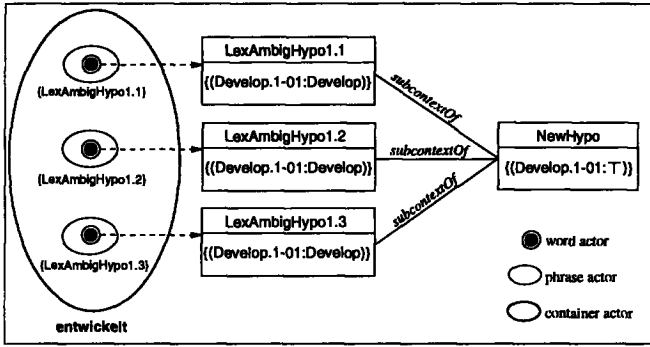 LexAmbigHypo1.1
{{Develop.1-01:Develop}}
{LexAmbigHypo1.1}
subcontextOf
LexAmbigHypo1.2
{{Develop.1-01:Develop}}
{LexAmbigHypo1.2}
subcontextOf
NewHypo
{{Develop.1-01:⊤}}
LexAmbigHypo1.3
{{Develop.1-01:Develop}}
{LexAmbigHypo1.3}
subcontextOf
word actor
phrase actor
container actor
entwickelt